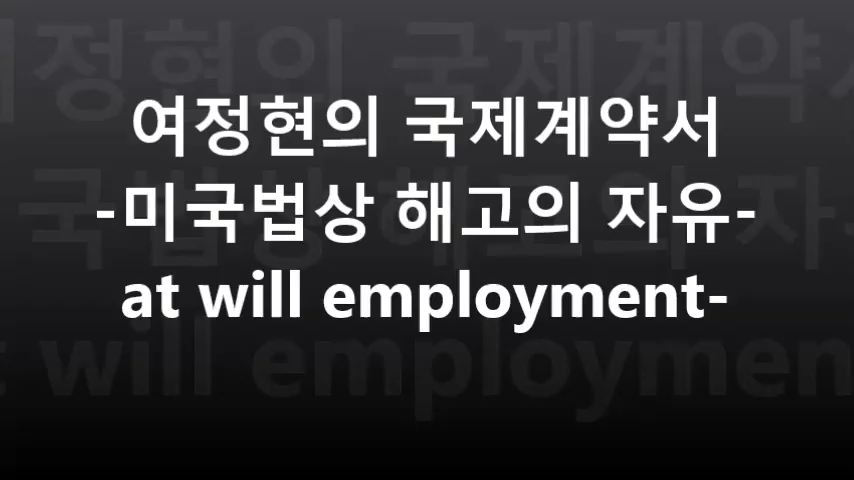 여정현의 국제계약서
-미국법상 해고의 자유-
at will employment-